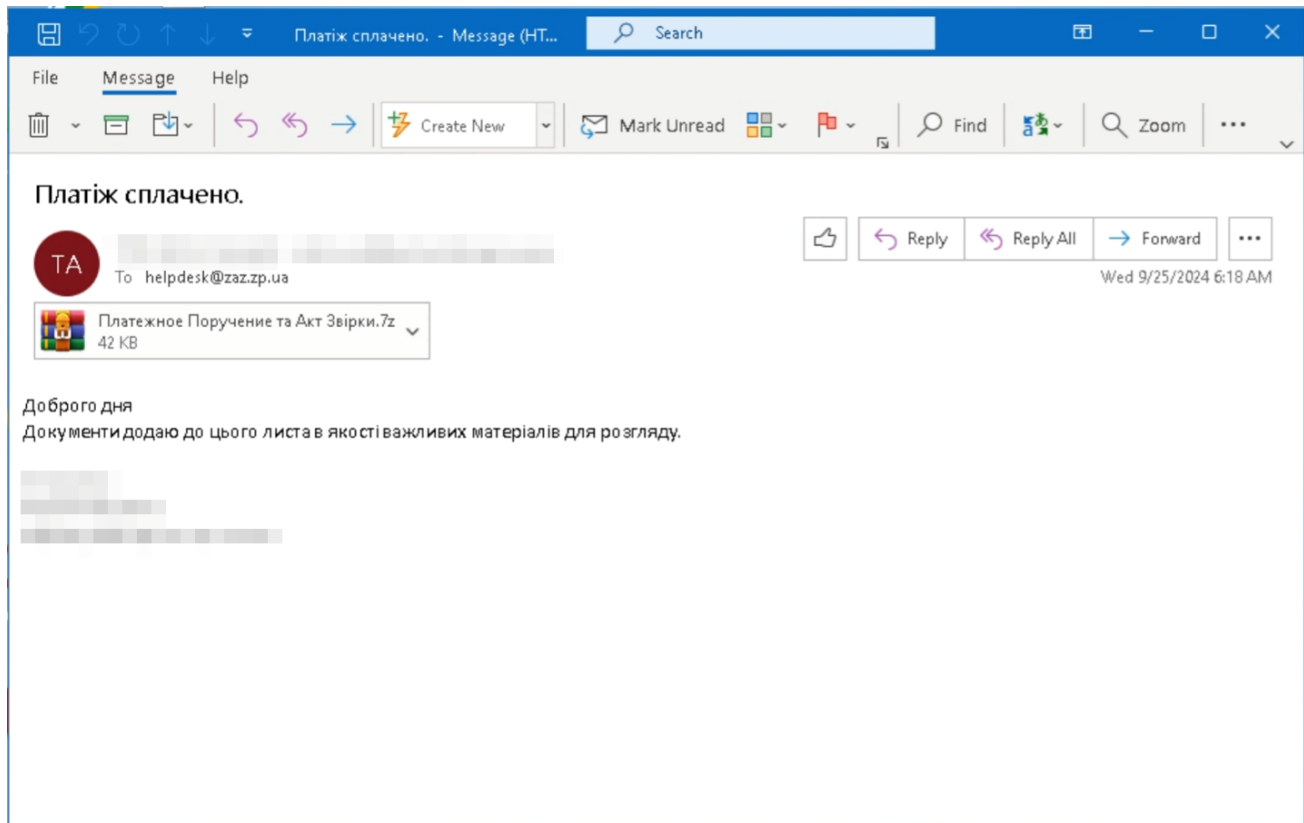 Платіж сплачено. - Message (HT...
Search
File Message Help
Create New Mark Unread Find Zoom
Платіж сплачено.
TA
To helpdesk@zaz.zp.ua
Reply Reply All Forward
Wed 9/25/2024 6:18 AM
Платежное Поручение та Акт Звірки.7z
42 KB
Доброго дня
Документи додаю до цього листа в якості важливих матеріалів для розгляду.